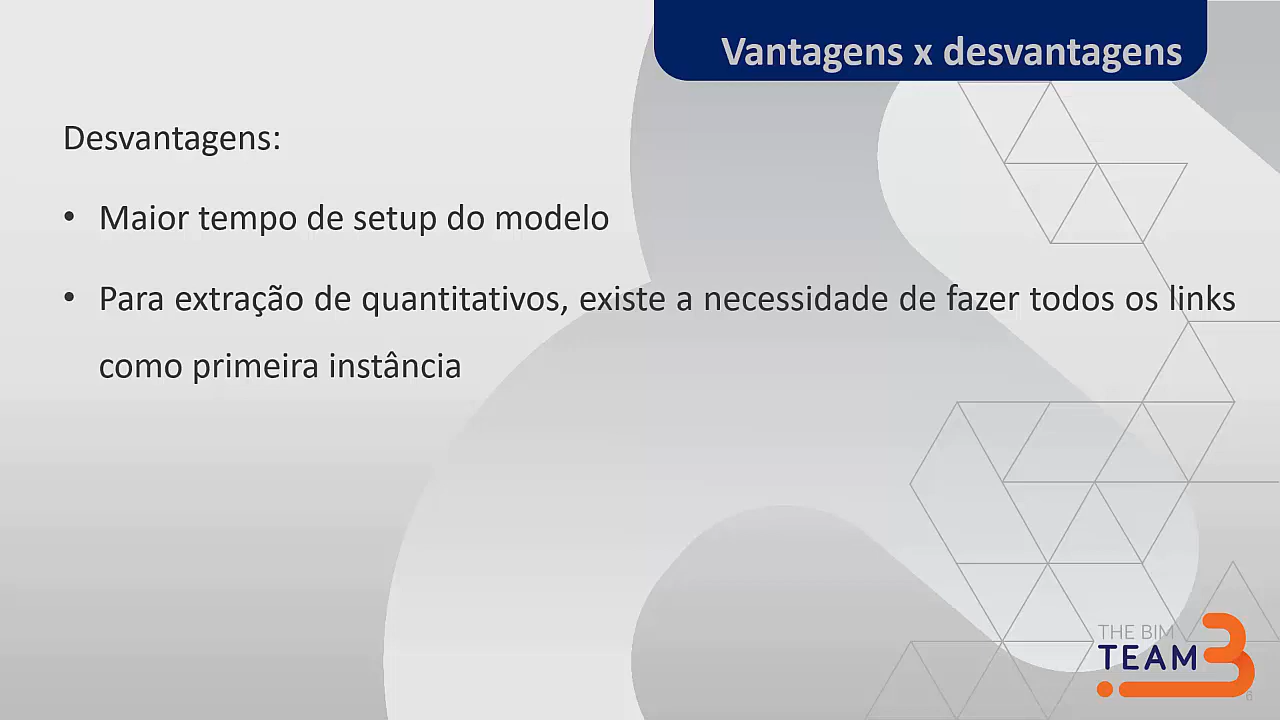 Vantagens x desvantagens
Desvantagens:
• Maior tempo de setup do modelo
• Para extração de quantitativos, existe a necessidade de fazer todos os links
como primeira instância
THE BIM
TEAM
6